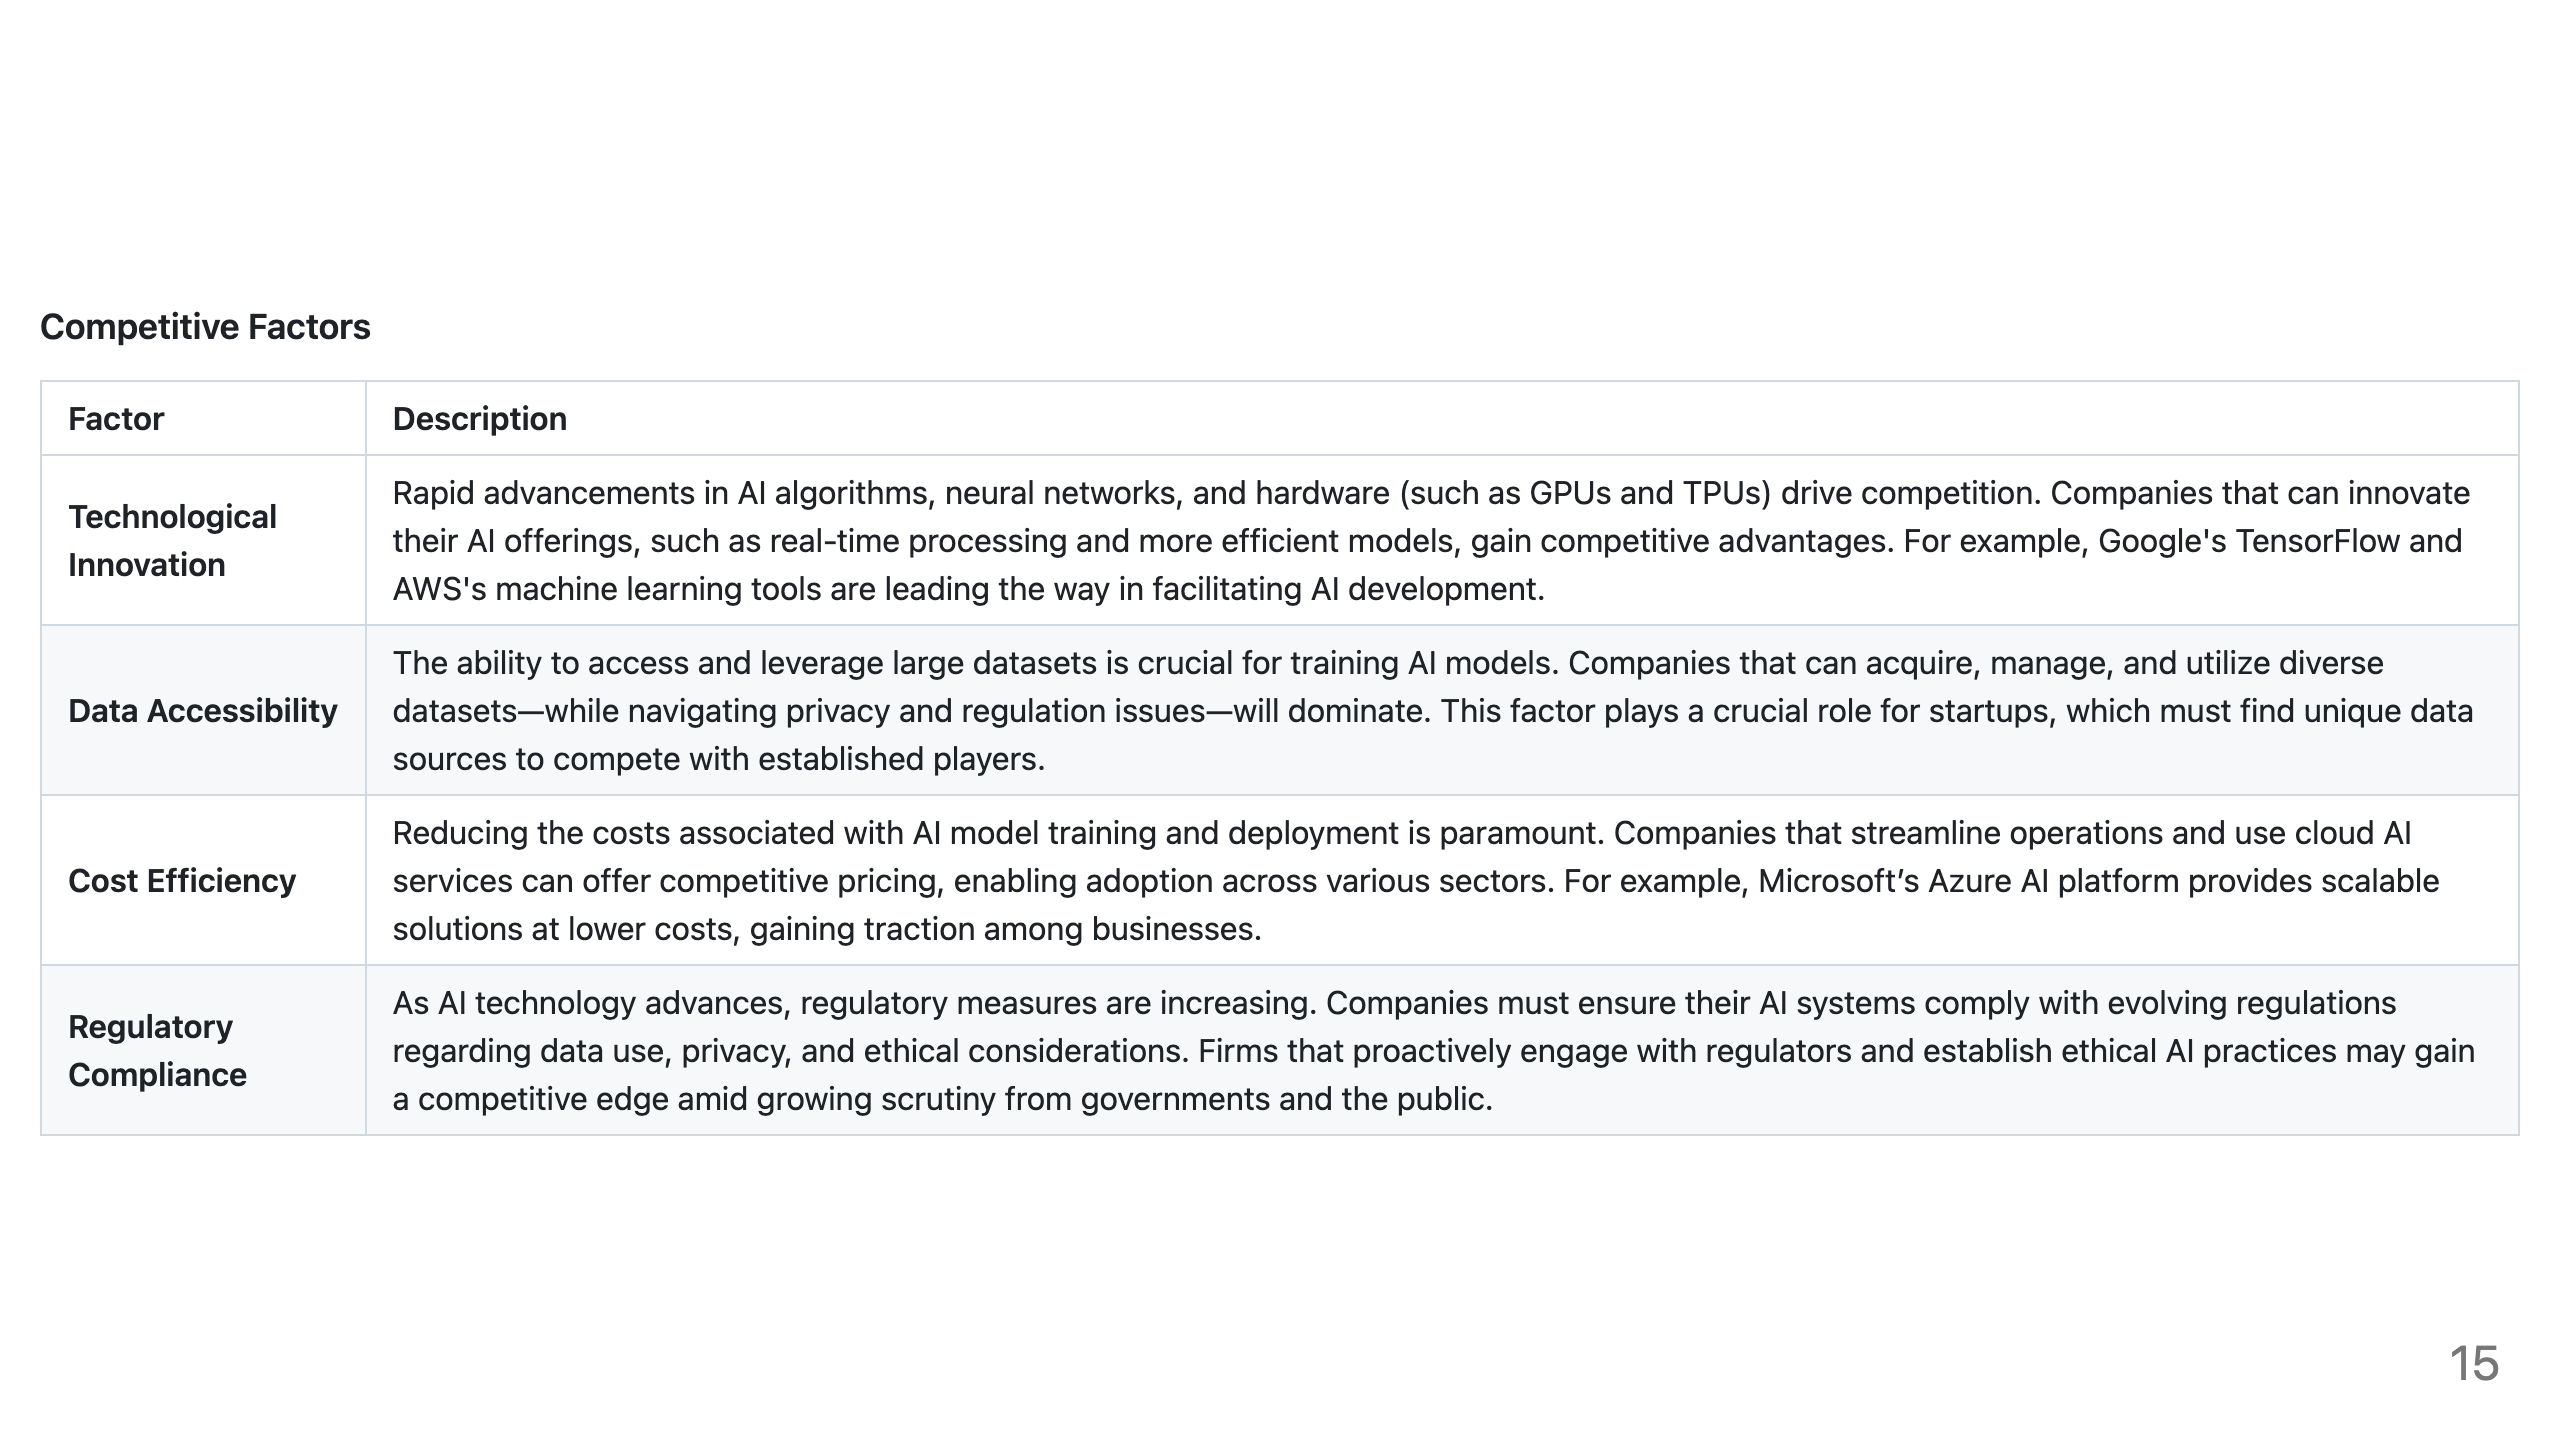 Competitive Factors
Factor
Description
Technological
Innovation
Rapid advancements in AI algorithms, neural networks, and hardware (such as GPUs and TPUs) drive competition. Companies that can innovate
their AI offerings, such as real-time processing and more efficient models, gain competitive advantages. For example, Google's TensorFlow and
AWS's machine learning tools are leading the way in facilitating AI development.
Data Accessibility
The ability to access and leverage large datasets is crucial for training AI models. Companies that can acquire, manage, and utilize diverse
datasets—while navigating privacy and regulation issues—will dominate. This factor plays a crucial role for startups, which must find unique data
sources to compete with established players.
Cost Efficiency
Reducing the costs associated with AI model training and deployment is paramount. Companies that streamline operations and use cloud AI
services can offer competitive pricing, enabling adoption across various sectors. For example, Microsoft’s Azure AI platform provides scalable
solutions at lower costs, gaining traction among businesses.
Regulatory
Compliance
As AI technology advances, regulatory measures are increasing. Companies must ensure their AI systems comply with evolving regulations
regarding data use, privacy, and ethical considerations. Firms that proactively engage with regulators and establish ethical AI practices may gain
a competitive edge amid growing scrutiny from governments and the public.
15